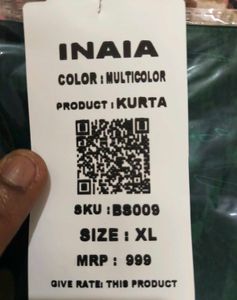 INAIA
COLOR : MULTICOLOR
PRODUCT : KURTA
SKU : BS009
SIZE : XL
MRP : 999
GIVE RATE: THIS PRODUCT